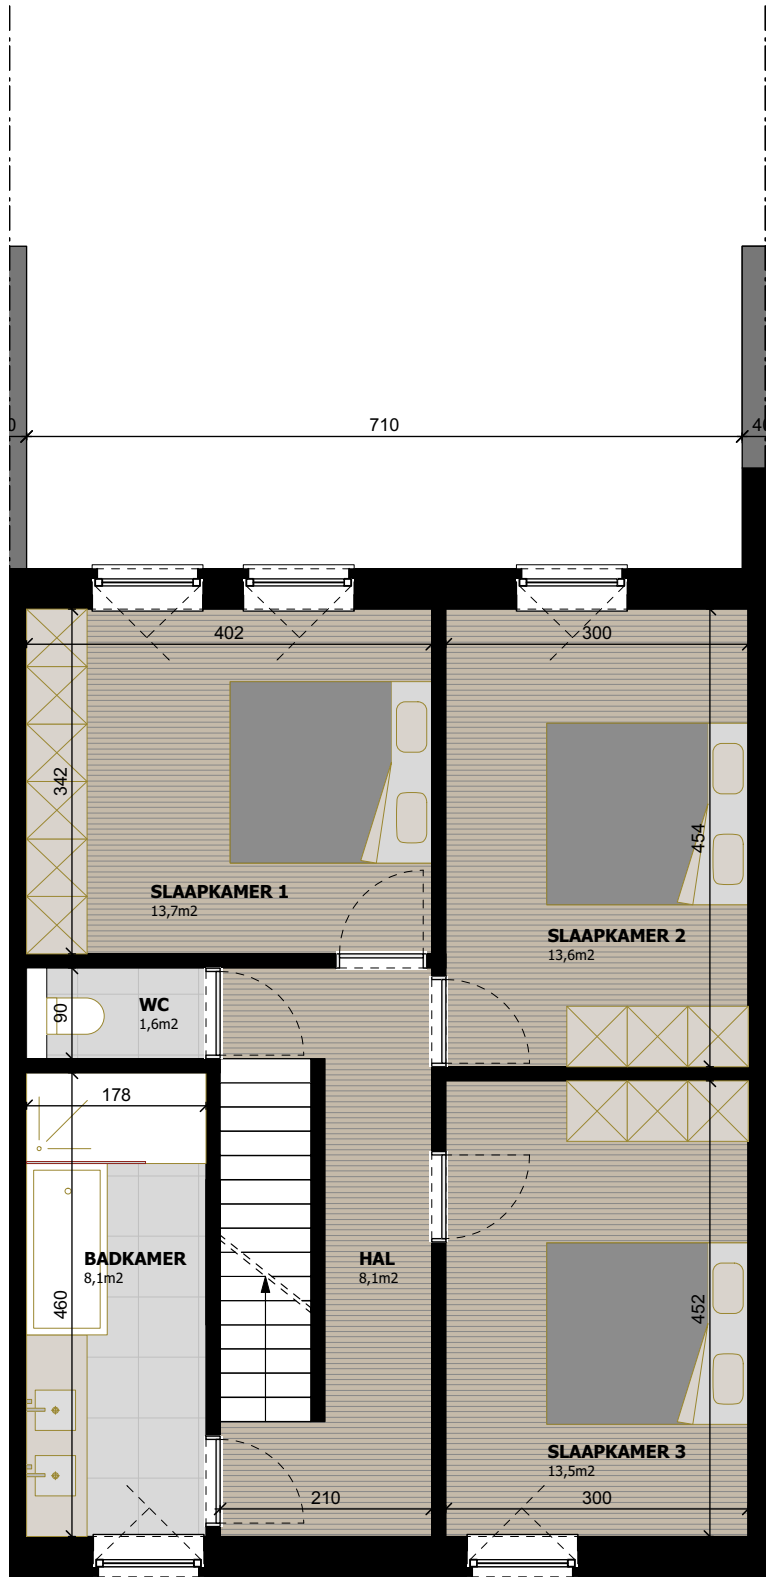 710
40
402
300
342
454
SLAAPKAMER 1
13,7m2
SLAAPKAMER 2
13,6m2
WC
1,6m2
90
178
BADKAMER
8,1m2
HAL
8,1m2
460
452
SLAAPKAMER 3
13,5m2
210
300